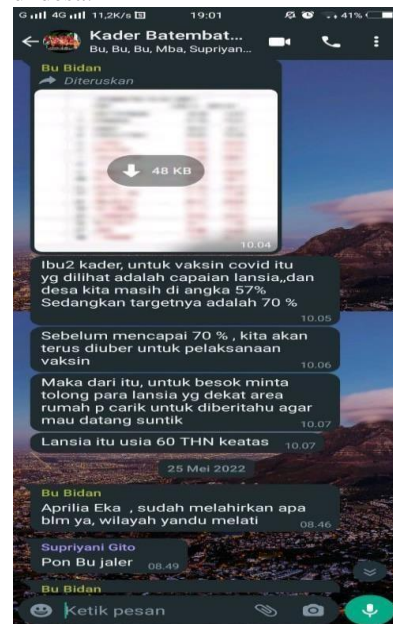 G 4G 11,2K/s 19:01 41%
Kader Batembat...
Bu, Bu, Bu, Mba, Supriyan...
Bu Bidan
Diteruskan
48 KB
10.04
Ibu2 kader, untuk vaksin covid itu
yg dilihat adalah capaian lansia,,dan
desa kita masih di angka 57%
Sedangkan targetnya adalah 70 %
10.05
Sebelum mencapai 70 % , kita akan
terus diuber untuk pelaksanaan
vaksin
10.06
Maka dari itu, untuk besok minta
tolong para lansia yg dekat area
rumah p carik untuk diberitahu agar
mau datang suntik
10.07
Lansia itu usia 60 THN keatas 10.07
25 Mei 2022
Bu Bidan
Aprilia Eka , sudah melahirkan apa
blm ya, wilayah yandu melati 08.46
Supriyani Gito
Pon Bu jaler 08.49
Bu Bidan
Ketik pesan